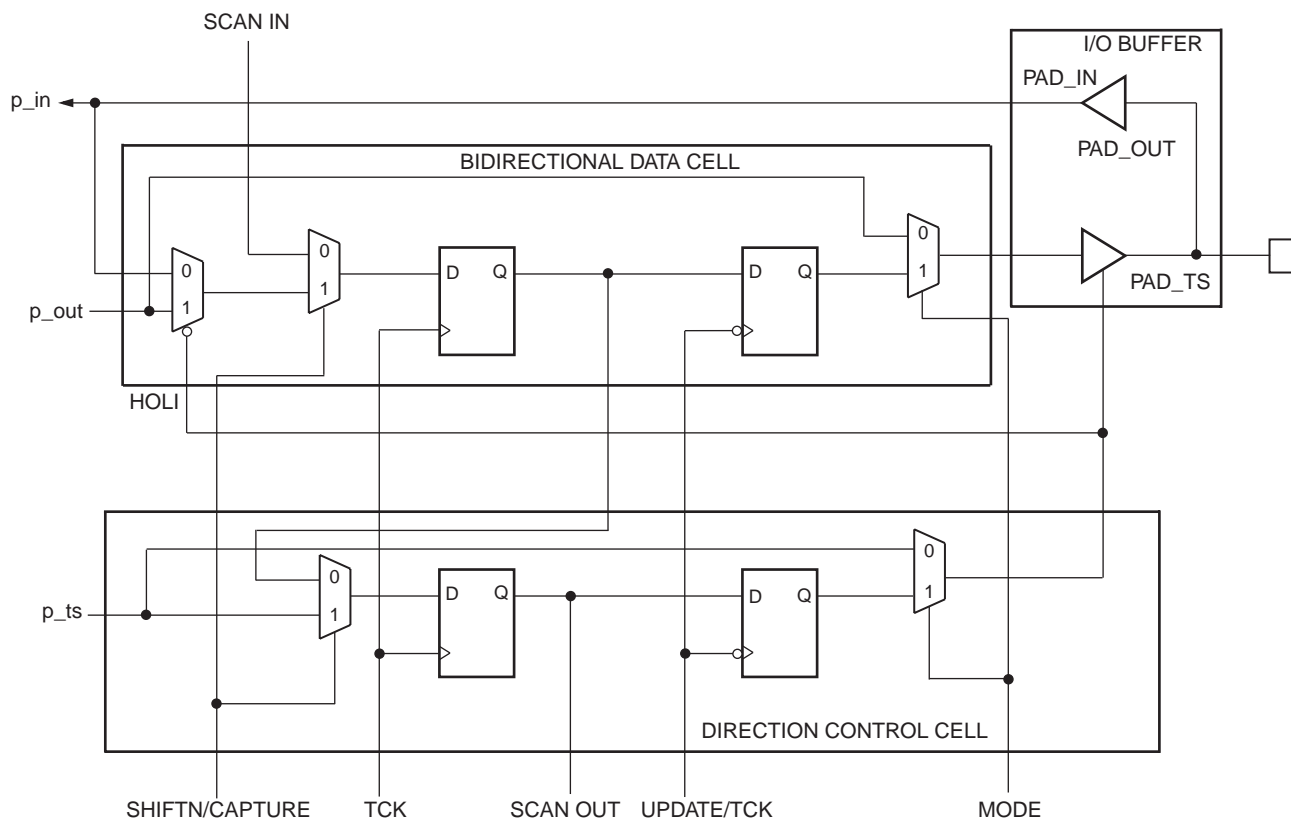 SCAN IN
I/O BUFFER
PAD_IN
p_in
PAD_OUT
BIDIRECTIONAL DATA CELL
0
0
0
D Q
D Q
1
1
1
p_out
PAD_TS
HOLI
0
0
D Q
D Q
1
1
p_ts
DIRECTION CONTROL CELL
SHIFTN/CAPTURE
TCK
SCAN OUT
UPDATE/TCK
MODE